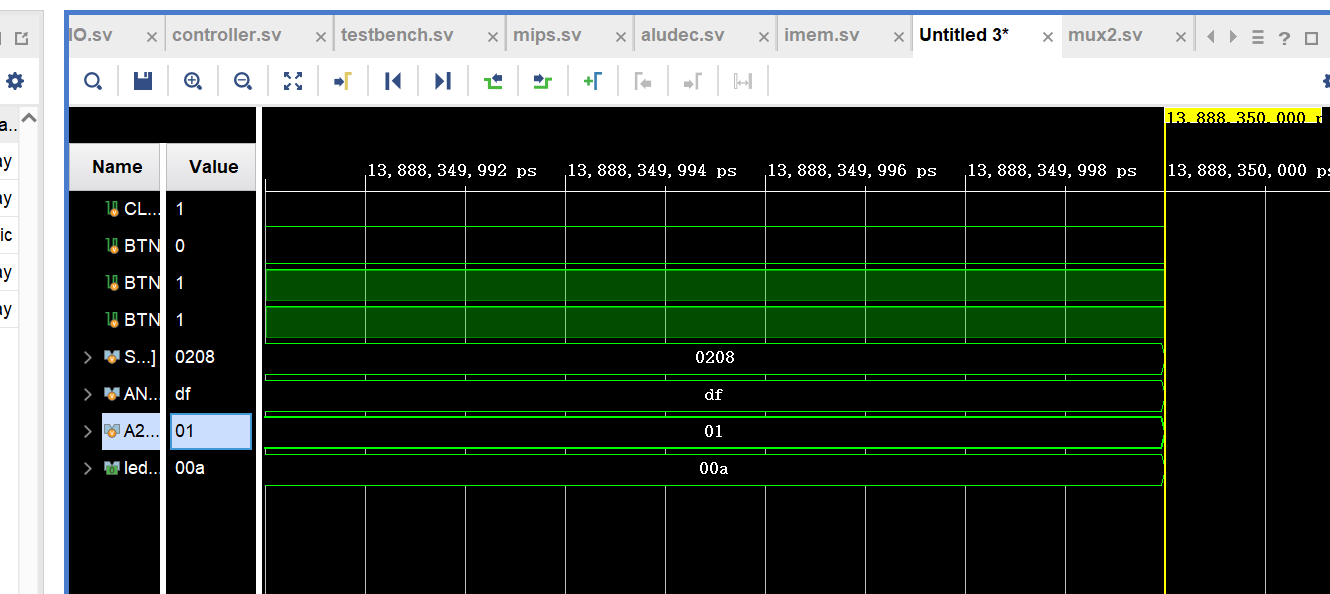 IO.sv controller.sv testbench.sv mips.sv aludec.sv imem.sv Untitled 3* mux2.sv
a..
13,888,350,000
ay
Name Value 13,888,349,992 ps 13,888,349,994 ps 13,888,349,996 ps 13,888,349,998 ps 13,888,350,000 ps
ay
CL... 1
ic
BTN 0
ay
BTN 1
ay
BTN 1
S...] 0208 0208
AN... df df
A2... 01 01
led... 00a 00a